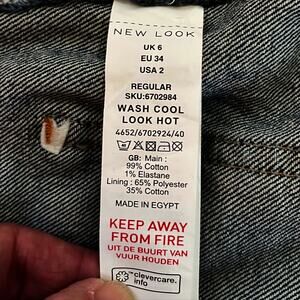 NEW LOOK
UK 6
EU 34
USA 2
REGULAR
SKU:6702984
WASH COOL
LOOK HOT
4652/6702924/40
GB: Main :
99% Cotton
1% Elastane
Lining : 65% Polyester
35% Cotton
MADE IN EGYPT
KEEP AWAY
FROM FIRE
UIT DE BUURT VAN
VUUR HOUDEN
clevercare.
info